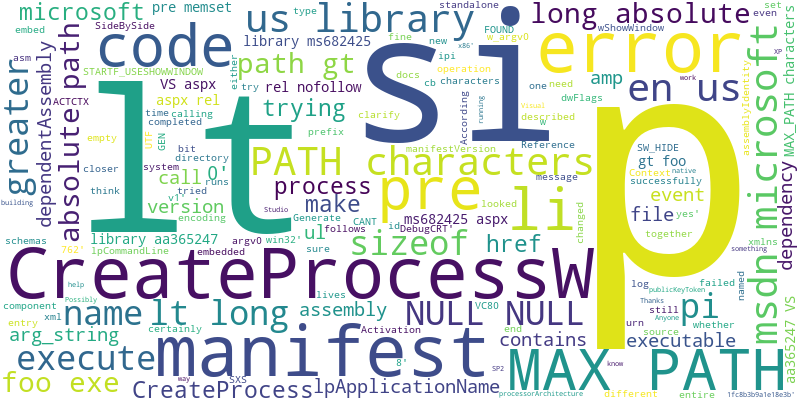 microsoft
pre memset
us library
type
standalone
FOUND
long absolute
wShowWindow
even
embed
SideBySide
code
library ms682425
fine
new
w_argv0
x86'
error
need
XP
MAX_PATH characters
asm
STARTF_USESHOWWINDOW
path gt
either
docs
ipi
operation
amp
en us
greater
absolute path
dependentAssembly
ACTCTX
VS aspx
try
rel nofollow
cb
characters
According
one
dwFlags
assemblyIdentity
work
microsoft
lt
si
p
empty
time
calling
aspx rel
trying
clarify
running
Visual
described
w
UTF
GEN
completed
prefix
manifestVersion
Reference
SW_HIDE
gt foo
Context
native
closer
bit
directory
0'
PATH characters
successfully
yes'
system
call
process
pre
li
message
event
dependency
think
tried
runs
v1'
version
make
looked
file
together
building
encoding
Studio
Generate
CANT
id
ms682425 aspx
changed
xmlns
msdn
schemas
library aa365247
argv0
ul
DebugCRT'
sizeof
href
log
failed
named
762'
lpCommandLine
win32'
sure
follows
something
CreateProcessW
embedded
lives
publicKeyToken
component
help
name
lt long
assembly
NULL NULL
VC80
end
Thanks
still
pi
whether
xml
Possibly
entry
arg_string
certainly
Activation
contains
urn
source
Anyone
executable
aa365247 VS
execute
manifest
8'
MAX PATH
foo exe
way
CreateProcess
SXS
lpApplicationName
SP2
processorArchitecture
different
know
entire
1fc8b3b9a1e18e3b'